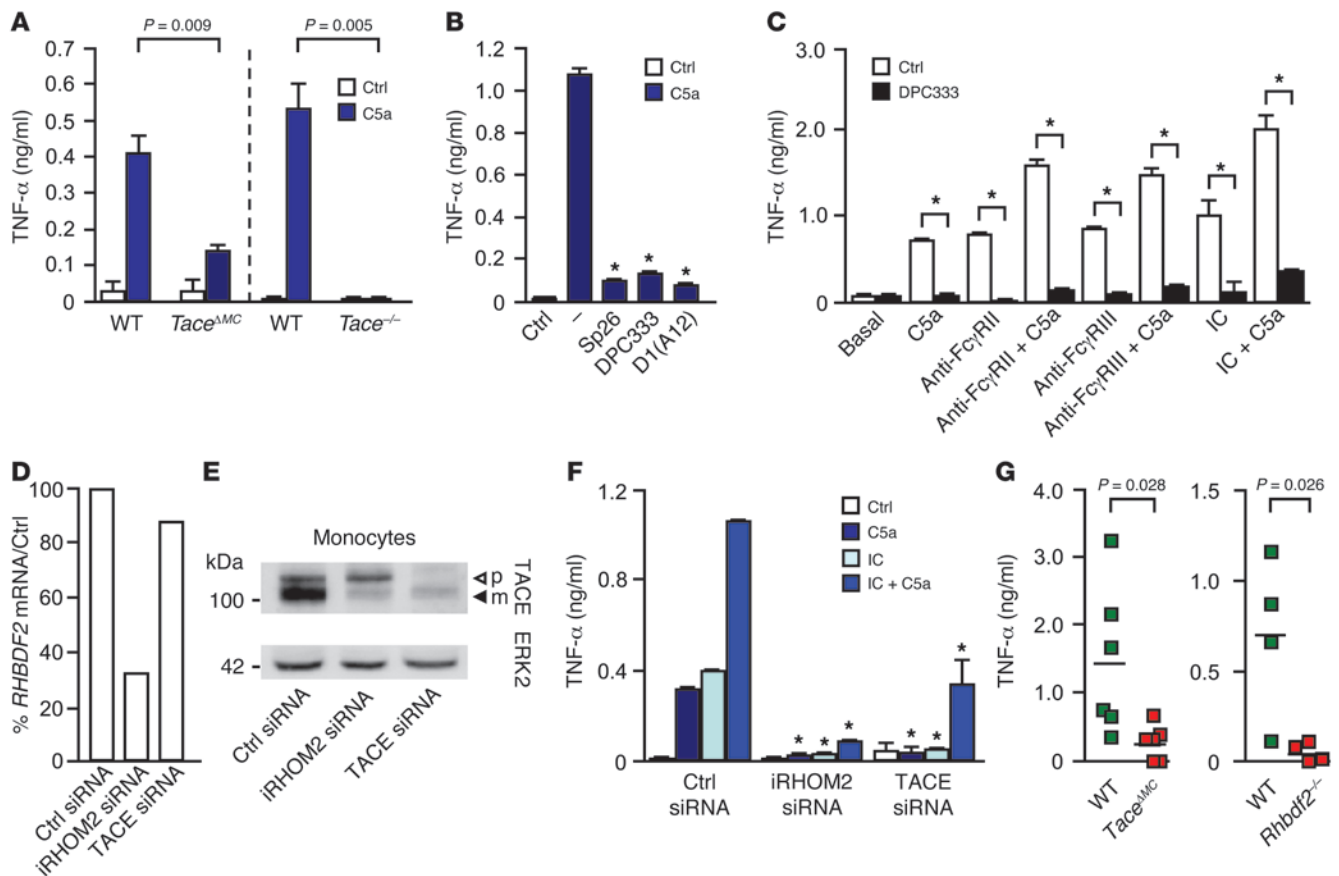 A
P = 0.009
P = 0.005
TNF-α (ng/ml)
0.7
0.6
0.5
0.4
0.3
0.2
0.1
0
Ctrl
C5a
WT
Tace^ΔMC
WT
Tace^–/–
B
TNF-α (ng/ml)
1.2
1.0
0.8
0.6
0.4
0.2
0
Ctrl
C5a
* * *
Ctrl
–
Sp26
DPC333
D1(A12)
C
TNF-α (ng/ml)
3.0
2.0
1.0
0
Ctrl
DPC333
* * * * * * *
Basal
C5a
Anti-FcγRII
Anti-FcγRII + C5a
Anti-FcγRIII
Anti-FcγRIII + C5a
IC
IC + C5a
D
% RHBDF2 mRNA/Ctrl
100
80
60
40
20
0
Ctrl siRNA
iRHOM2 siRNA
TACE siRNA
E
Monocytes
kDa
100
42
p
m
TACE
ERK2
Ctrl siRNA
iRHOM2 siRNA
TACE siRNA
F
TNF-α (ng/ml)
1.2
0.4
0
Ctrl
C5a
IC
IC + C5a
* * * * * *
Ctrl
siRNA
iRHOM2
siRNA
TACE
siRNA
G
P = 0.028
TNF-α (ng/ml)
4.0
3.0
2.0
1.0
0
WT
Tace^ΔMC
P = 0.026
1.5
1.0
0.5
0
WT
Rhbdf2^–/–